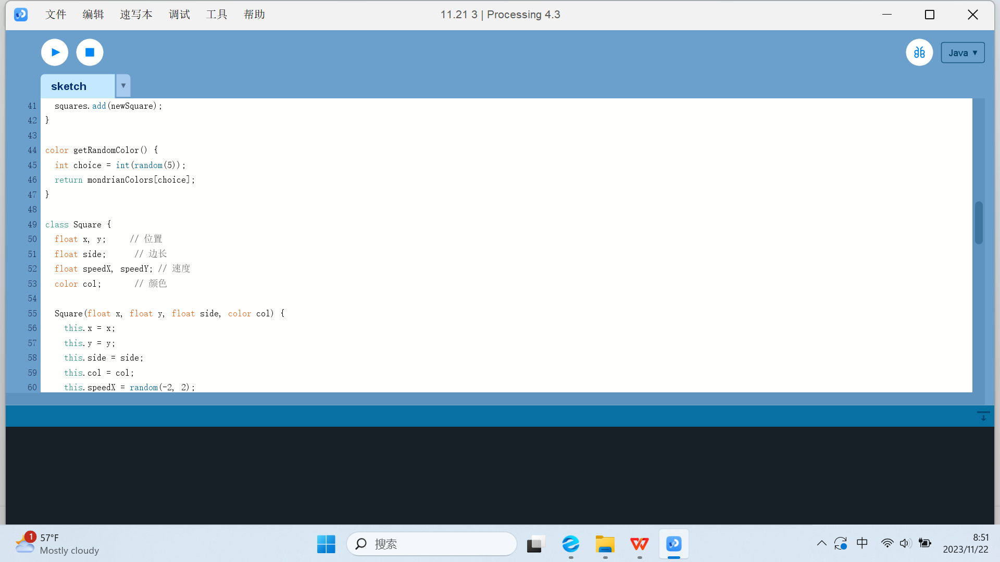 文件 编辑 速写本 调试 工具 帮助 11.21 3 | Processing 4.3
Java ▼
sketch ▼
41   squares.add(newSquare);
42 }
43
44 color getRandomColor() {
45   int choice = int(random(5));
46   return mondrianColors[choice];
47 }
48
49 class Square {
50   float x, y;     // 位置
51   float side;      // 边长
52   float speedX, speedY; // 速度
53   color col;       // 颜色
54
55   Square(float x, float y, float side, color col) {
56     this.x = x;
57     this.y = y;
58     this.side = side;
59     this.col = col;
60     this.speedX = random(-2, 2);
1 57°F
Mostly cloudy
搜索
中
8:51
2023/11/22